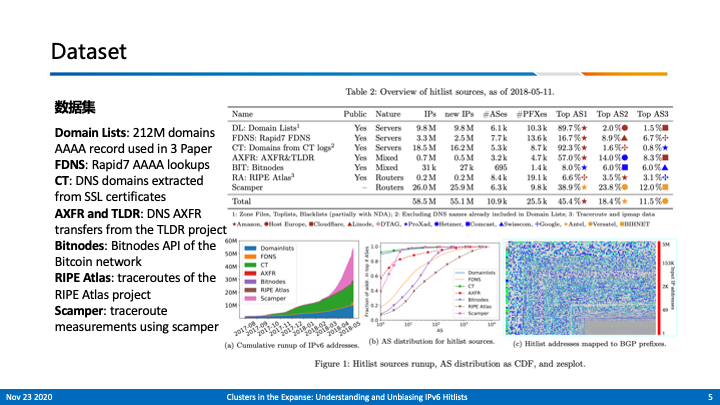 Dataset
数据集
Domain Lists: 212M domains
AAAA record used in 3 Paper
FDNS: Rapid7 AAAA lookups
CT: DNS domains extracted
from SSL certificates
AXFR and TLDR: DNS AXFR
transfers from the TLDR project
Bitnodes: Bitnodes API of the
Bitcoin network
RIPE Atlas: traceroutes of the
RIPE Atlas project
Scamper: traceroute
measurements using scamper
Table 2: Overview of hitlist sources, as of 2018-05-11.
Name Public Nature IPs new IPs #ASes #PFXes Top AS1 Top AS2 Top AS3
DL: Domain Lists¹ Yes Servers 9.8 M 9.8 M 6.1 k 10.3 k 89.7%★ 2.0%● 1.5%■
FDNS: Rapid7 FDNS Yes Servers 3.3 M 2.5 M 7.7 k 13.6 k 16.7%★ 8.9%▲ 6.7%✣
CT: Domains from CT logs² Yes Servers 18.5 M 16.2 M 5.3 k 8.7 k 92.3%★ 1.6%✣ 0.8%★
AXFR: AXFR&TLDR Yes Mixed 0.7 M 0.5 M 3.2 k 4.7 k 57.0%★ 14.0%● 8.3%■
BIT: Bitnodes Yes Mixed 31 k 27 k 695 1.4 k 8.0%★ 6.0%● 6.0%▲
RA: RIPE Atlas³ Yes Routers 0.2 M 0.2 M 8.4 k 19.1 k 6.6%✣ 3.5%★ 3.1%✣
Scamper – Routers 26.0 M 25.9 M 6.3 k 9.8 k 38.9%★ 23.8%● 12.0%■
Total 58.5 M 55.1 M 10.9 k 25.5 k 45.4%★ 18.4%★ 11.5%●
1: Zone Files, Toplists, Blacklists (partially with NDA); 2: Excluding DNS names already included in Domain Lists; 3: Traceroute and ipmap data
★Amazon, ●Host Europe, ■Cloudflare, ▲Linode, ✣DTAG, ★ProXad, ●Hetzner, ■Comcast, ▲Swisscom, ✣Google, ★Antel, ●Versatel, ■BIHNET
60M
50M
40M
30M
20M
10M
Domainlists
FDNS
CT
AXFR
Bitnodes
RIPE Atlas
Scamper
2017-08
2017-09
2017-10
2017-11
2017-12
2018-01
2018-02
2018-03
2018-04
2018-05
(a) Cumulative runup of IPv6 addresses.
Fraction of addr. in top X ASes
1.0
0.8
0.6
0.4
0.2
0.0
Domainlists
FDNS
CT
AXFR
Bitnodes
RIPE Atlas
Scamper
10⁰ 10¹ 10² 10³ 10⁴
AS
(b) AS distribution for hitlist sources.
5M
153K
2K
49
1
Input IP addresses
(c) Hitlist addresses mapped to BGP prefixes.
Figure 1: Hitlist sources runup, AS distribution as CDF, and zesplot.
Nov 23 2020
Clusters in the Expanse: Understanding and Unbiasing IPv6 Hitlists
5